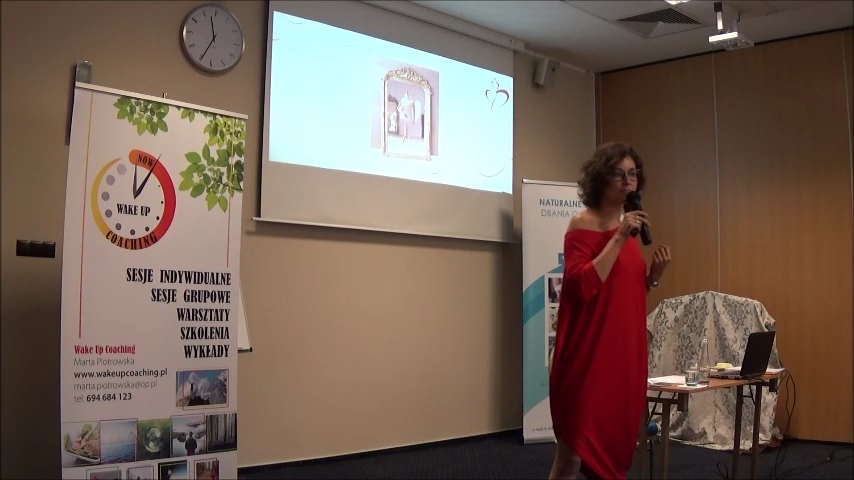 NOW
WAKE UP
COACHING
SESJE INDYWIDUALNE
SESJE GRUPOWE
WARSZTATY
SZKOLENIA
WYKŁADY
Wake Up Coaching
Marta Piotrowska
www.wakeupcoaching.pl
marta.piotrowska@op.pl
tel: 694 684 123
NATURALNE
DBANIA